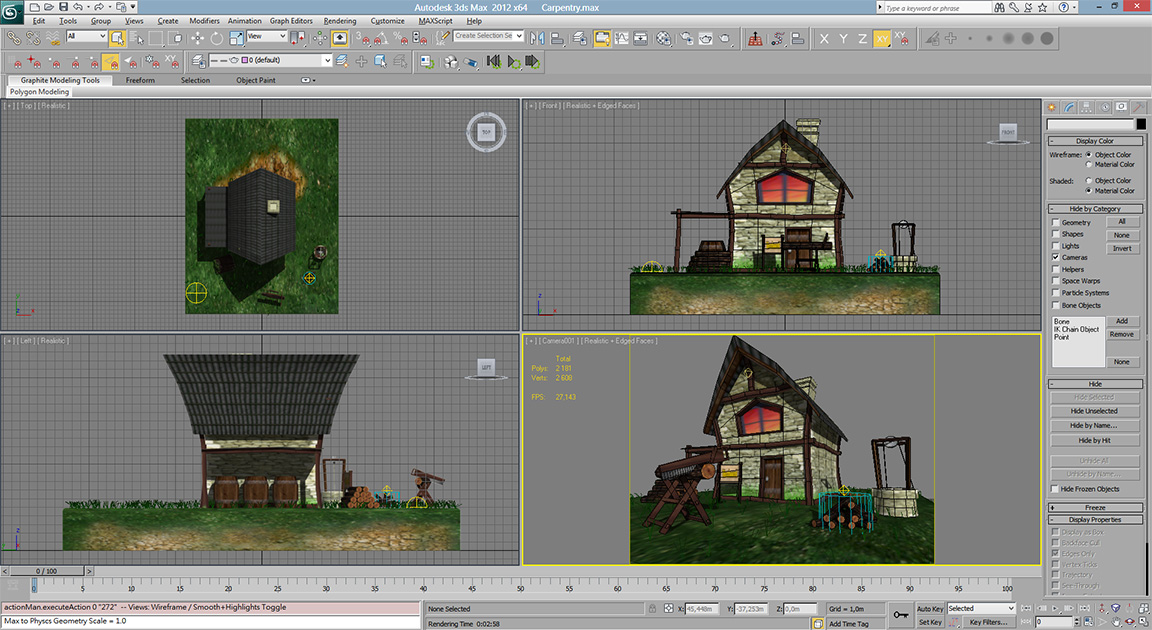 Autodesk 3ds Max 2012 x64 Carpentry.max
Type a keyword or phrase
Edit Tools Group Views Create Modifiers Animation Graph Editors Rendering Customize MAXScript Help
All
View
Create Selection Se
X Y Z XY XY
0 (default)
Graphite Modeling Tools Freeform Selection Object Paint
Polygon Modeling
[ + ] [ Top ] [ Realistic ]
TOP
[ + ] [ Front ] [ Realistic + Edged Faces ]
FRONT
[ + ] [ Left ] [ Realistic ]
LEFT
[ + ] [ Camera001 ] [ Realistic + Edged Faces ]
Total
Polys: 2 181
Verts: 2 608
FPS: 27,143
Display Color
Wireframe: Object Color
Material Color
Shaded: Object Color
Material Color
Hide by Category
Geometry All
Shapes None
Lights Invert
Cameras
Helpers
Space Warps
Particle Systems
Bone Objects
Bone Add
IK Chain Object Remove
Point
None
Hide
Hide Selected
Hide Unselected
Hide by Name...
Hide by Hit
Unhide All
Unhide by Name...
Hide Frozen Objects
Freeze
Display Properties
Display as Box
Backface Cull
Edges Only
Vertex Ticks
Trajectory
See-Through
< 0 / 100 >
0 5 10 15 20 25 30 35 40 45 50 55 60 65 70 75 80 85 90 95 100
actionMan.executeAction 0 "272" -- Views: Wireframe / Smooth+Highlights Toggle
Max to Physcs Geometry Scale = 1.0
None Selected
X: 45,448m Y: -37,253m Z: 0,0m Grid = 1,0m
Auto Key Selected
Rendering Time 0:02:58
Add Time Tag
Set Key Key Filters... 0